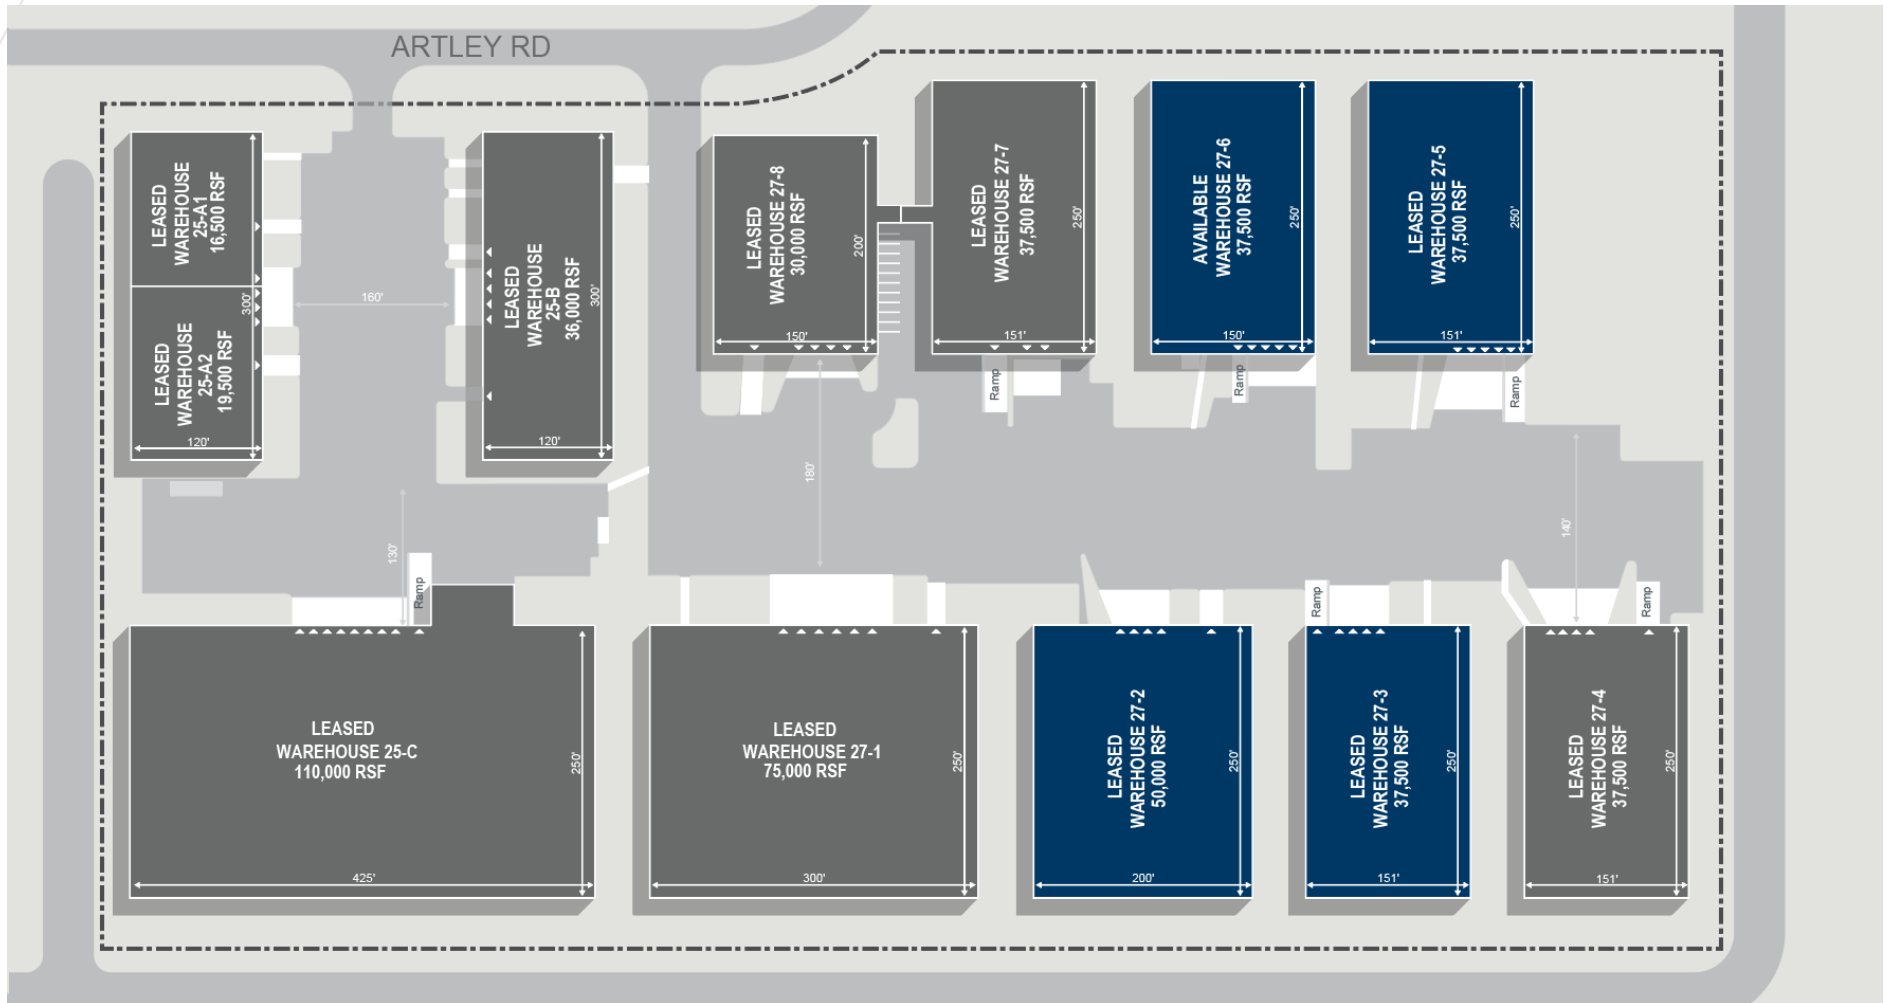 ARTLEY RD
LEASED
WAREHOUSE
25-A1
16,500 RSF
300'
LEASED
WAREHOUSE
25-A2
19,500 RSF
120'
160'
LEASED
WAREHOUSE
25-B
36,000 RSF
300'
120'
LEASED
WAREHOUSE 27-8
30,000 RSF
200'
150'
LEASED
WAREHOUSE 27-7
37,500 RSF
250'
151'
Ramp
AVAILABLE
WAREHOUSE 27-6
37,500 RSF
250'
150'
Ramp
LEASED
WAREHOUSE 27-5
37,500 RSF
250'
151'
Ramp
130'
180'
140'
Ramp
LEASED
WAREHOUSE 25-C
110,000 RSF
250'
425'
LEASED
WAREHOUSE 27-1
75,000 RSF
250'
300'
LEASED
WAREHOUSE 27-2
50,000 RSF
250'
200'
Ramp
LEASED
WAREHOUSE 27-3
37,500 RSF
250'
151'
Ramp
LEASED
WAREHOUSE 27-4
37,500 RSF
250'
151'